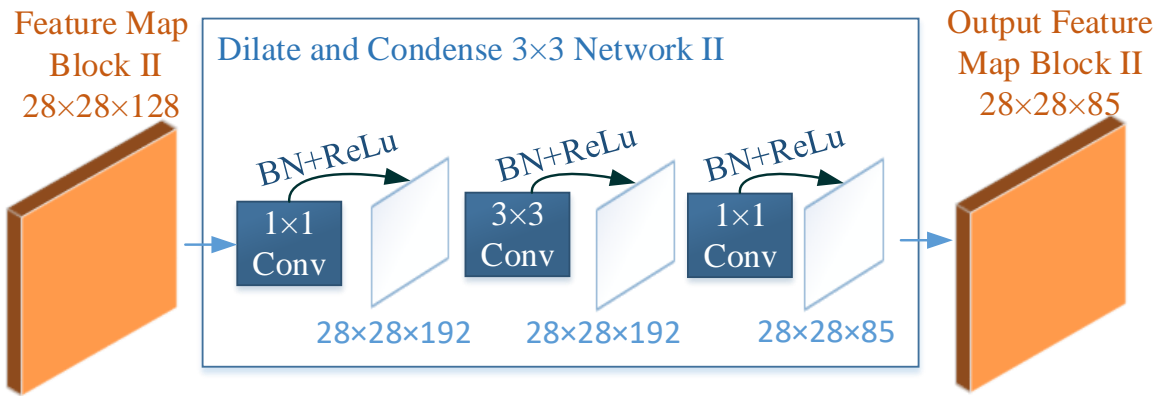 Feature Map
Block II
28×28×128
Dilate and Condense 3×3 Network II
BN+ReLu
1×1
Conv
28×28×192
BN+ReLu
3×3
Conv
28×28×192
BN+ReLu
1×1
Conv
28×28×85
Output Feature
Map Block II
28×28×85